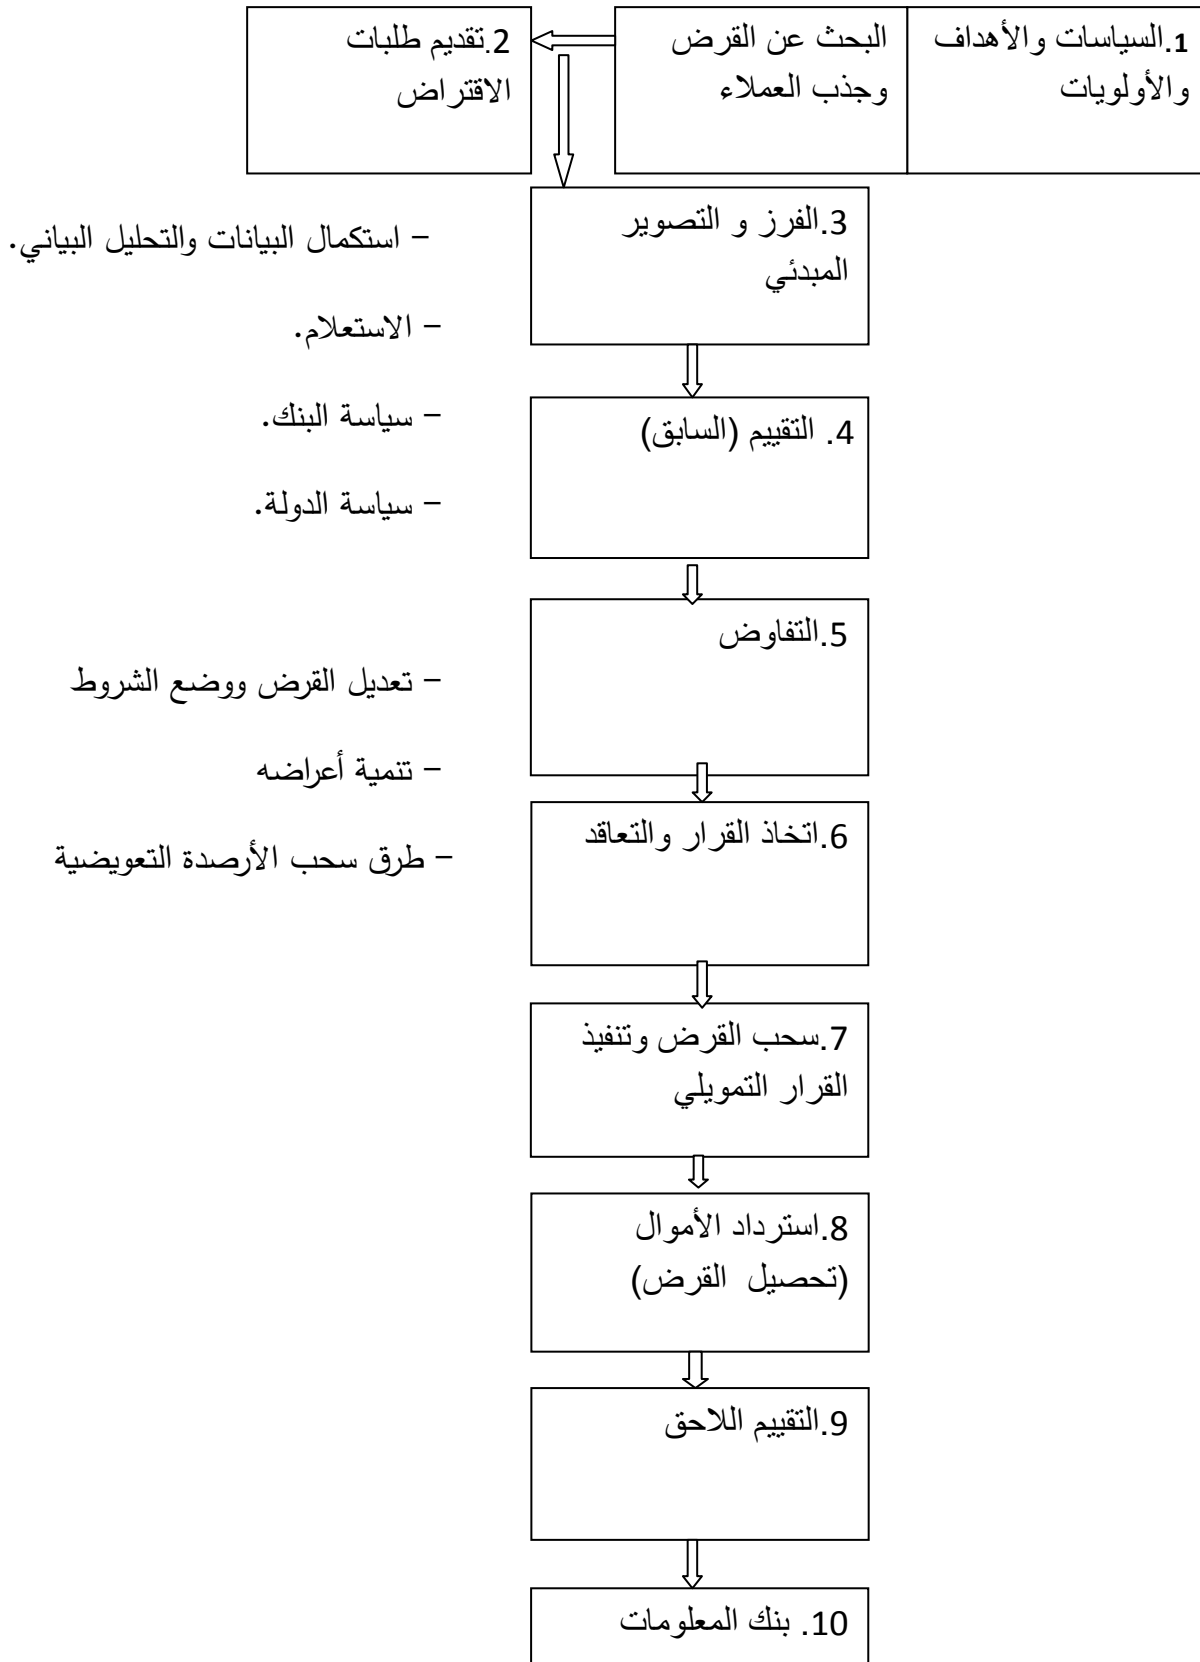 1.السياسات والأهداف
والأولويات
البحث عن القرض
وجذب العملاء
2.تقديم طلبات
الاقتراض
3.الفرز و التصوير
المبدئي
– استكمال البيانات والتحليل البياني.
– الاستعلام.
– سياسة البنك.
– سياسة الدولة.
4. التقييم (السابق)
5.التفاوض
– تعديل القرض ووضع الشروط
– تنمية أعراضه
– طرق سحب الأرصدة التعويضية
6.اتخاذ القرار والتعاقد
7.سحب القرض وتنفيذ
القرار التمويلي
8.استرداد الأموال
(تحصيل القرض)
9.التقييم اللاحق
10. بنك المعلومات